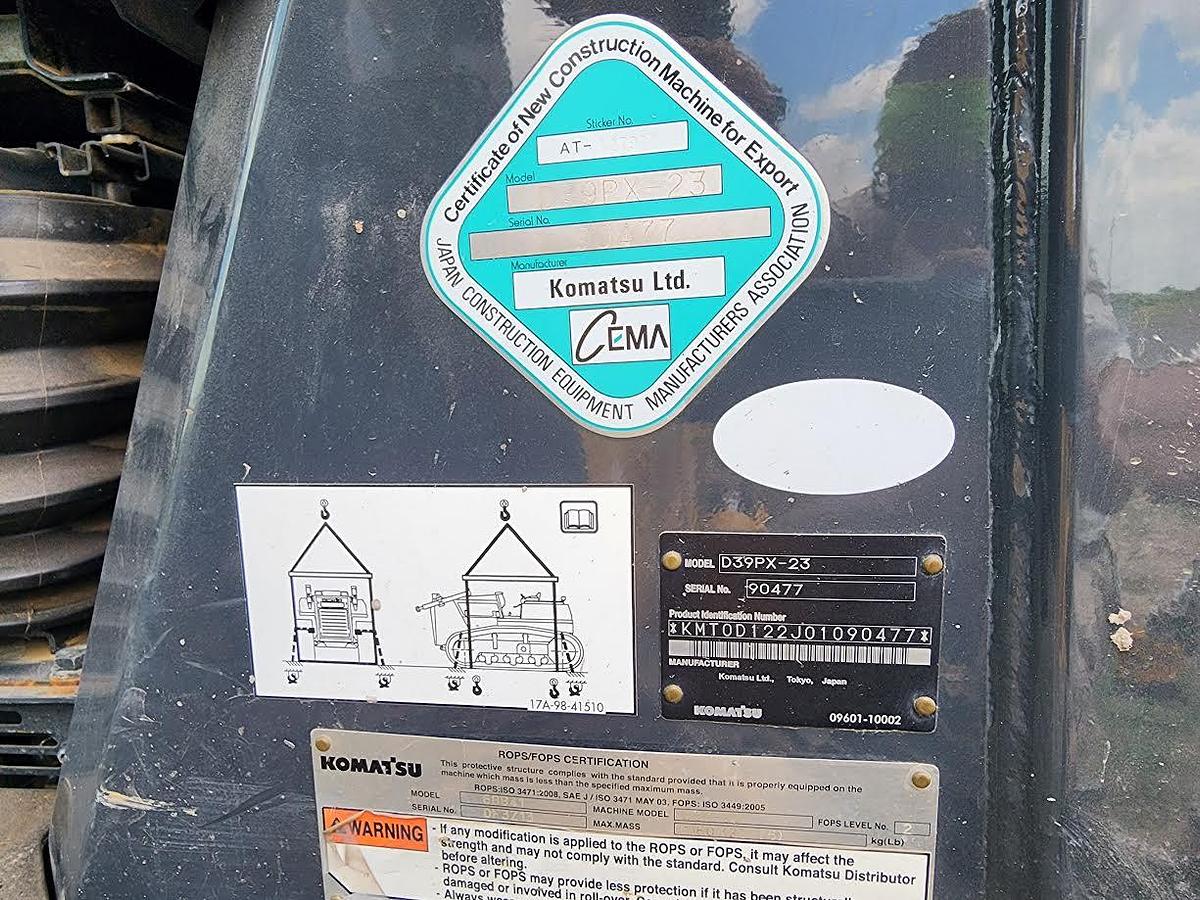 Certificate of New Construction Machine for Export
Sticker No.
AT-
Model
39PX-23
Serial No.
90477
Manufacturer
Komatsu Ltd.
CEMA
JAPAN CONSTRUCTION EQUIPMENT MANUFACTURERS ASSOCIATION
17A-98-41510
MODEL D39PX-23
SERIAL No. 90477
Product Identification Number
*KMT0D122J01090477*
MANUFACTURER
Komatsu Ltd., Tokyo, Japan
KOMATSU 09601-10002
KOMATSU
ROPS/FOPS CERTIFICATION
This protective structure complies with the standard provided that it is properly equipped on the
machine which mass is less than the specified maximum mass.
ROPS:ISO 3471:2008, SAE J / ISO 3471 MAY 03, FOPS: ISO 3449:2005
MODEL MACHINE MODEL FOPS LEVEL No. 2
SERIAL No. MAX.MASS kg(Lb)
WARNING
- If any modification is applied to the ROPS or FOPS, it may affect the
strength and may not comply with the standard. Consult Komatsu Distributor
before altering.
- ROPS or FOPS may provide less protection if it has been structurally
damaged or involved in roll-over.
- Always